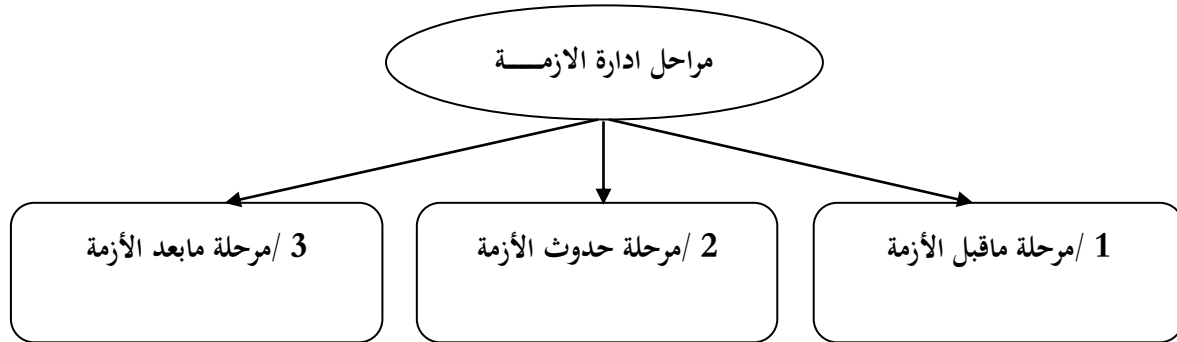 مراحل ادارة الازمـــــة
1 /مرحلة ماقبل الأزمة
2 /مرحلة حدوث الأزمة
3 /مرحلة مابعد الأزمة